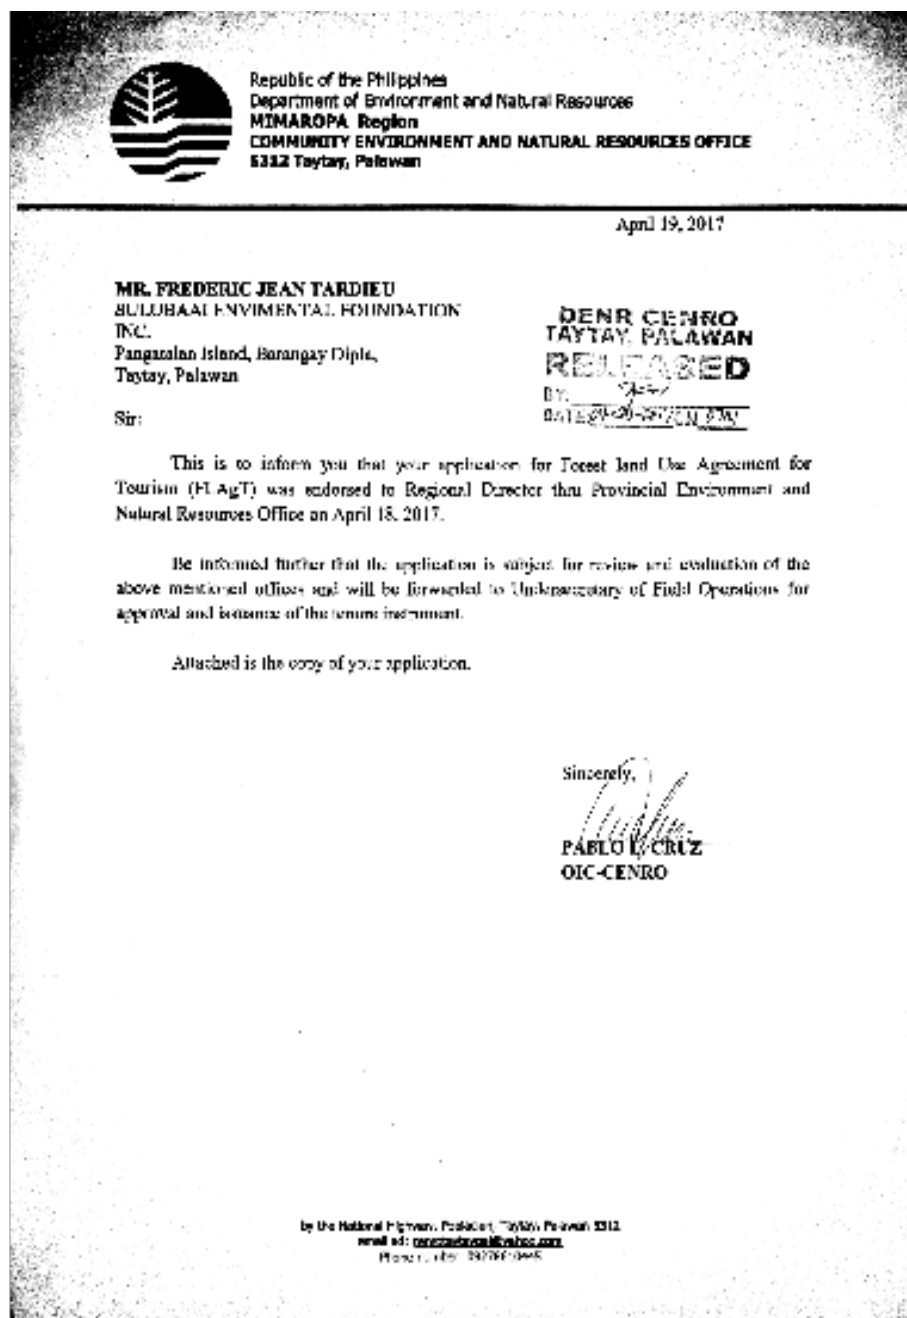 Republic of the Philippines
Department of Environment and Natural Resources
MIMAROPA Region
COMMUNITY ENVIRONMENT AND NATURAL RESOURCES OFFICE
5312 Taytay, Palawan
April 19, 2017
MR. FREDERIC JEAN TARDIEU
BULUBAAI ENVIMENTAL FOUNDATION
INC.
Island, Barangay
Taytay, Palawan
DENR CENRO
TAYTAY, PALAWAN
RELEASED
BY:
DATE
Sir:
This is to inform you that your application for Forest land Use Agreement for
Tourism (FLAgT) was endorsed to Regional Director thru Provincial Environment and
Natural Resources Office on April 18, 2017.
Be informed further that the application is subject for review and evaluation of the
above mentioned offices and will be forwarded to Undersecretary of Field Operations for
approval and issuance of the tenure instrument.
Attached is the copy of your application.
Sincerely,
PABLO L. CRUZ
OIC-CENRO
by the National Highway, Poblacion, Taytay, Palawan 5312
email ad:
Phone number